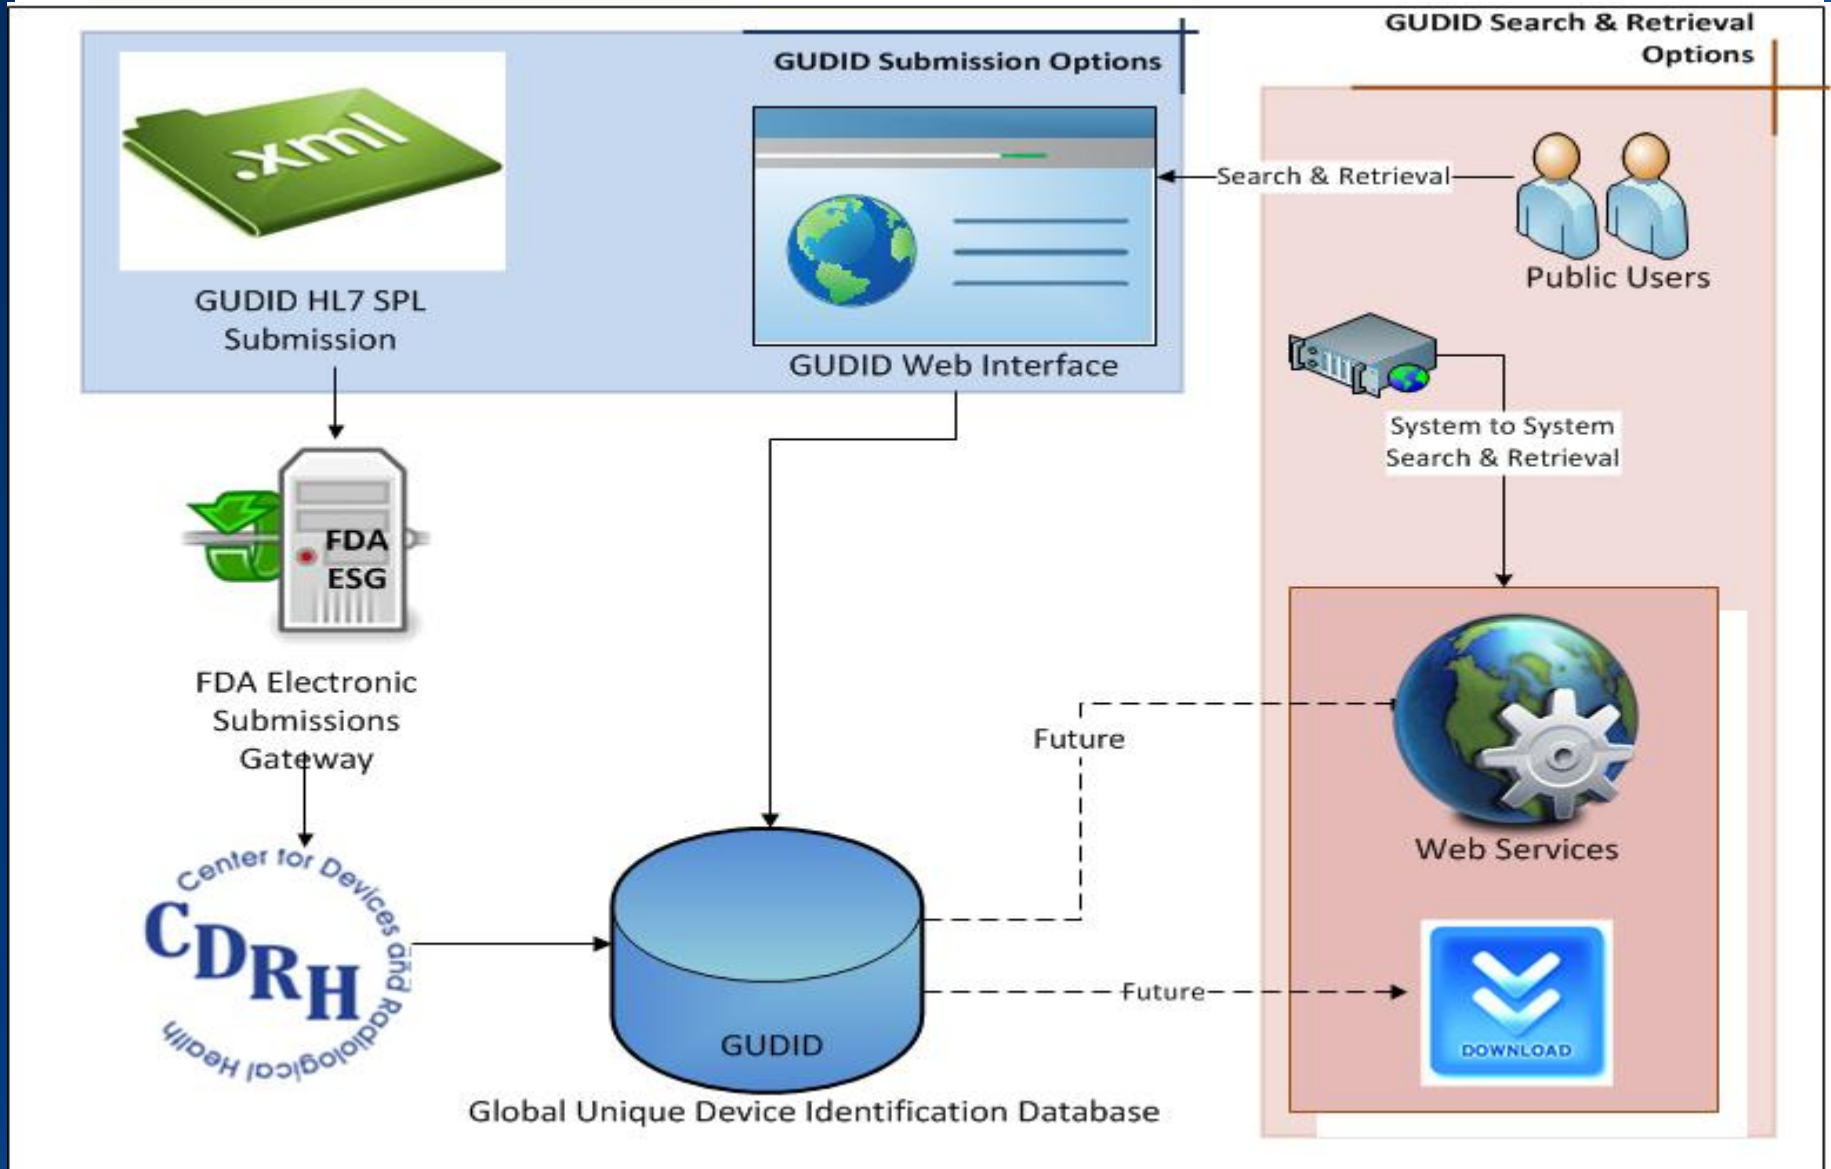 GUDID Submission Options
.xml
GUDID HL7 SPL
Submission
GUDID Web Interface
GUDID Search & Retrieval
Options
Search & Retrieval
Public Users
System to System
Search & Retrieval
FDA
ESG
FDA Electronic
Submissions
Gateway
Center for Devices and Radiological Health
CDRH
GUDID
Global Unique Device Identification Database
Future
Future
Web Services
DOWNLOAD